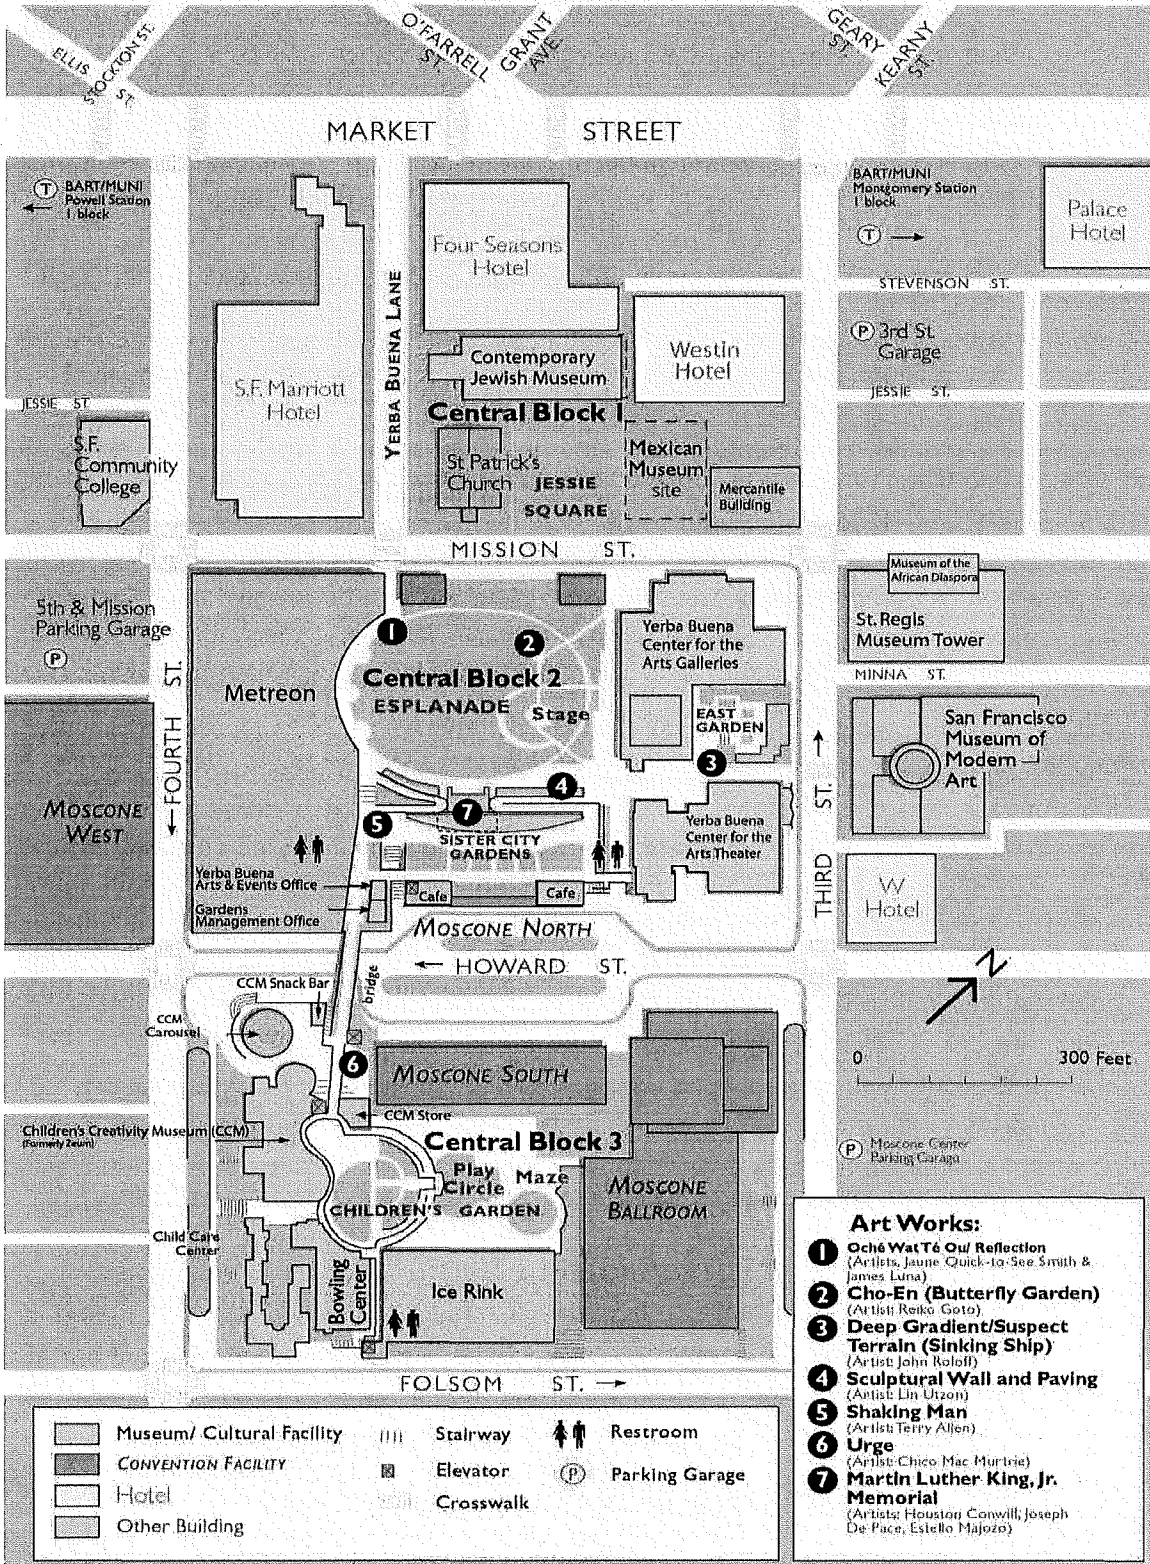 ELLIS ST.
STOCKTON ST.
O'FARRELL ST.
GRANT AVE.
GEARY ST.
KEARNY ST.
MARKET STREET
T BART/MUNI
Powell Station
1 block
BART/MUNI
Montgomery Station
1 block
T
Palace
Hotel
Four Seasons
Hotel
STEVENSON ST.
YERBA BUENA LANE
P 3rd St.
Garage
Contemporary
Jewish Museum
Westin
Hotel
S.F. Marriott
Hotel
JESSIE ST.
JESSIE ST.
Central Block 1
S.F.
Community
College
St Patrick's
Church
JESSIE
SQUARE
Mexican
Museum
site
Mercantile
Building
MISSION ST.
Museum of the
African Diaspora
5th & Mission
Parking Garage
P
1
2
Yerba Buena
Center for the
Arts Galleries
St. Regis
Museum Tower
MINNA ST.
FOURTH ST.
Metreon
Central Block 2
ESPLANADE
Stage
EAST
GARDEN
3
San Francisco
Museum of
Modern
Art
MOSCONE
WEST
4
7
5
SISTER CITY
GARDENS
Yerba Buena
Center for the
Arts Theater
THIRD ST.
Yerba Buena
Arts & Events Office
Gardens
Management Office
Cafe
Cafe
W
Hotel
MOSCONE NORTH
HOWARD ST.
bridge
N
CCM Snack Bar
CCM
Carousel
6
MOSCONE SOUTH
0 300 Feet
CCM Store
Children's Creativity Museum (CCM)
(Formerly Zeum)
Central Block 3
P Moscone Center
Parking Garage
Play
Circle
Maze
MOSCONE
BALLROOM
CHILDREN'S GARDEN
Child Care
Center
Bowling
Center
Ice Rink
FOLSOM ST.
Museum/ Cultural Facility
CONVENTION FACILITY
Hotel
Other Building
Stairway
Elevator
Crosswalk
Restroom
P Parking Garage
Art Works:
1 Oché Wat Té Ou/ Reflection
(Artists, Jaune Quick-to-See Smith &
James Luna)
2 Cho-En (Butterfly Garden)
(Artist: Reiko Goto)
3 Deep Gradient/Suspect
Terrain (Sinking Ship)
(Artist: John Roloff)
4 Sculptural Wall and Paving
(Artist: Lin Utzon)
5 Shaking Man
(Artist: Terry Allen)
6 Urge
(Artist: Chico Mac Murtrie)
7 Martin Luther King, Jr.
Memorial
(Artists: Houston Conwill, Joseph
De Pace, Estello Majozo)